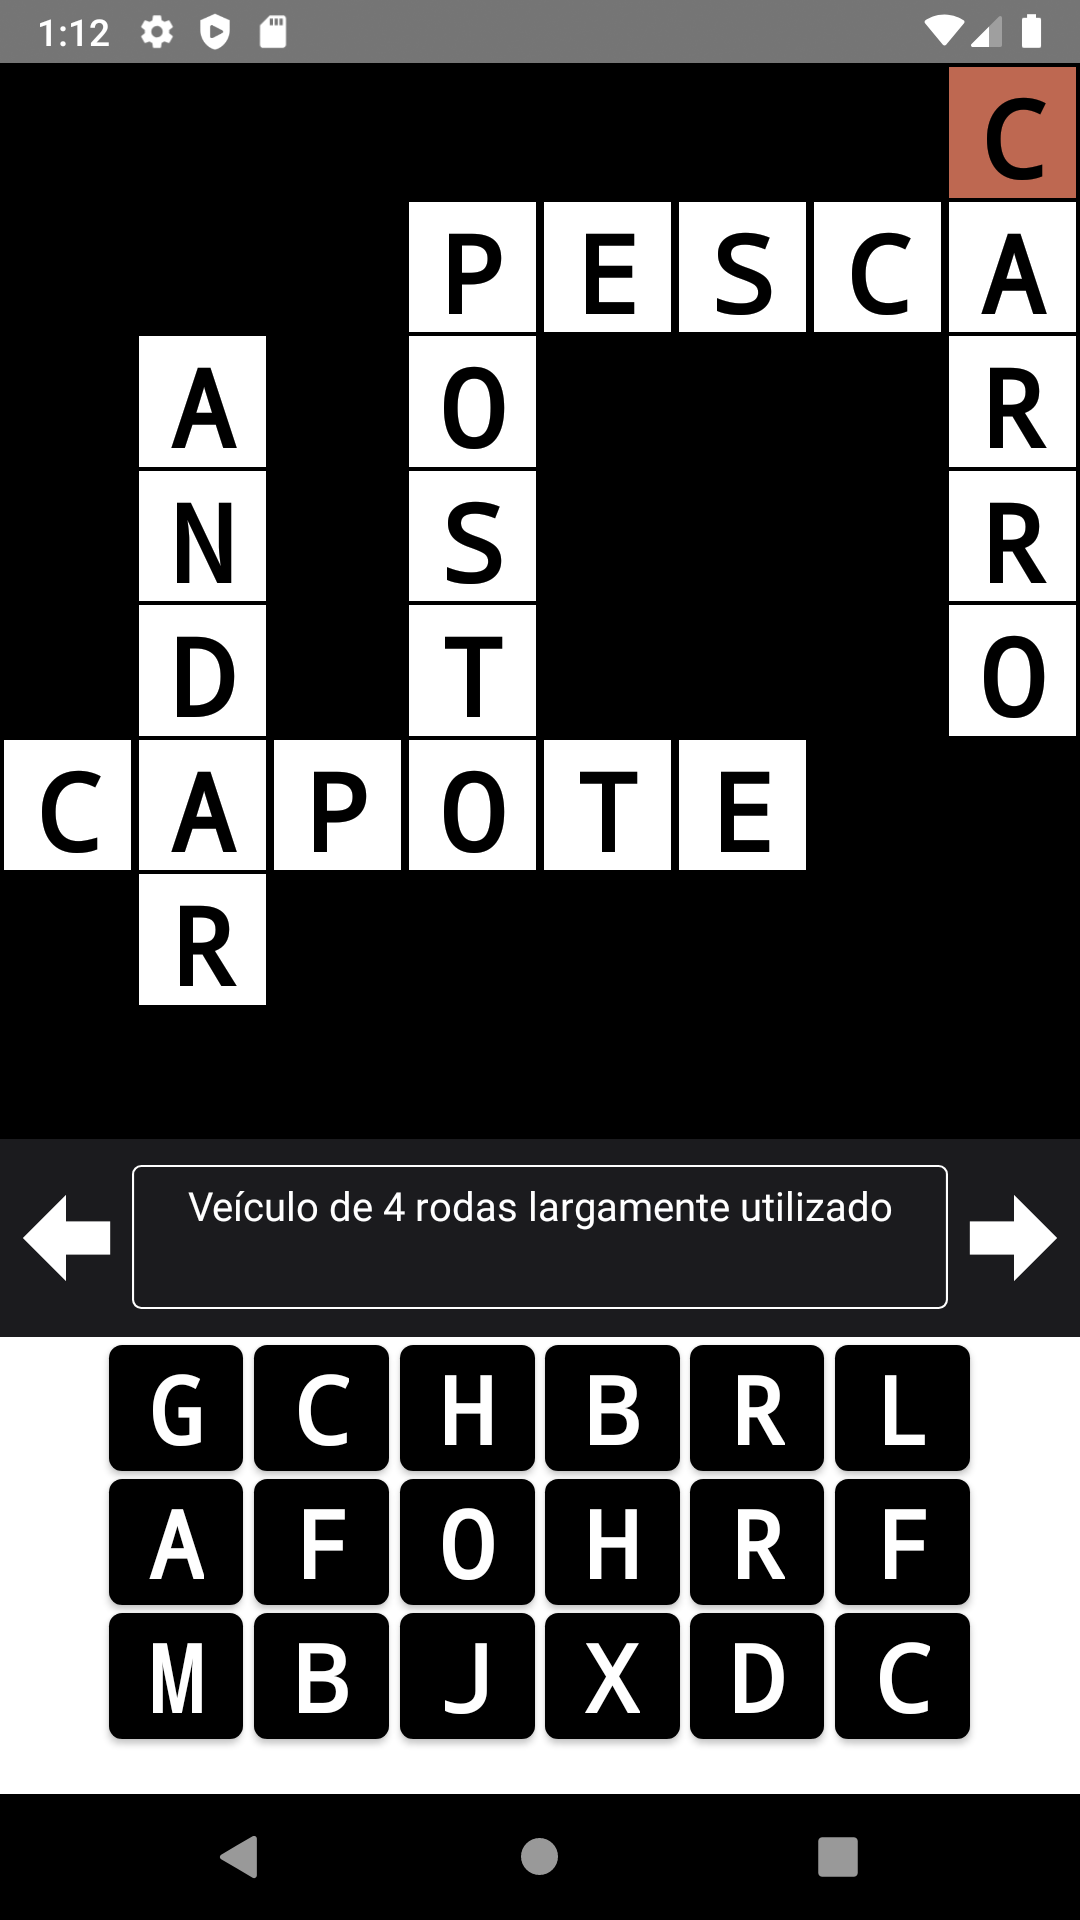 1:12
C
P E S C A
A O R
N S R
D T O
C A P O T E
R
Veículo de 4 rodas largamente utilizado
G C H B R L
A F O H R F
M B J X D C